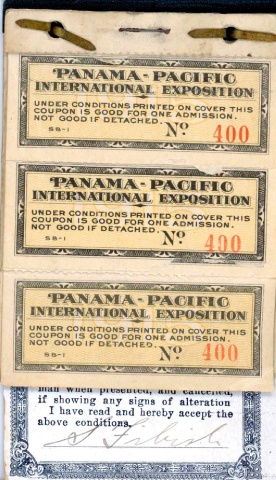 PANAMA-PACIFIC
INTERNATIONAL EXPOSITION
UNDER CONDITIONS PRINTED ON COVER THIS
COUPON IS GOOD FOR ONE ADMISSION.
NOT GOOD IF DETACHED. Nº 400
SB-1
PANAMA-PACIFIC
INTERNATIONAL EXPOSITION
UNDER CONDITIONS PRINTED ON COVER THIS
COUPON IS GOOD FOR ONE ADMISSION.
NOT GOOD IF DETACHED. Nº 400
SB-1
PANAMA-PACIFIC
INTERNATIONAL EXPOSITION
UNDER CONDITIONS PRINTED ON COVER THIS
COUPON IS GOOD FOR ONE ADMISSION.
NOT GOOD IF DETACHED. Nº 400
SB-1
man when presented, and cancelled,
if showing any signs of alteration
I have read and hereby accept the
above conditions.